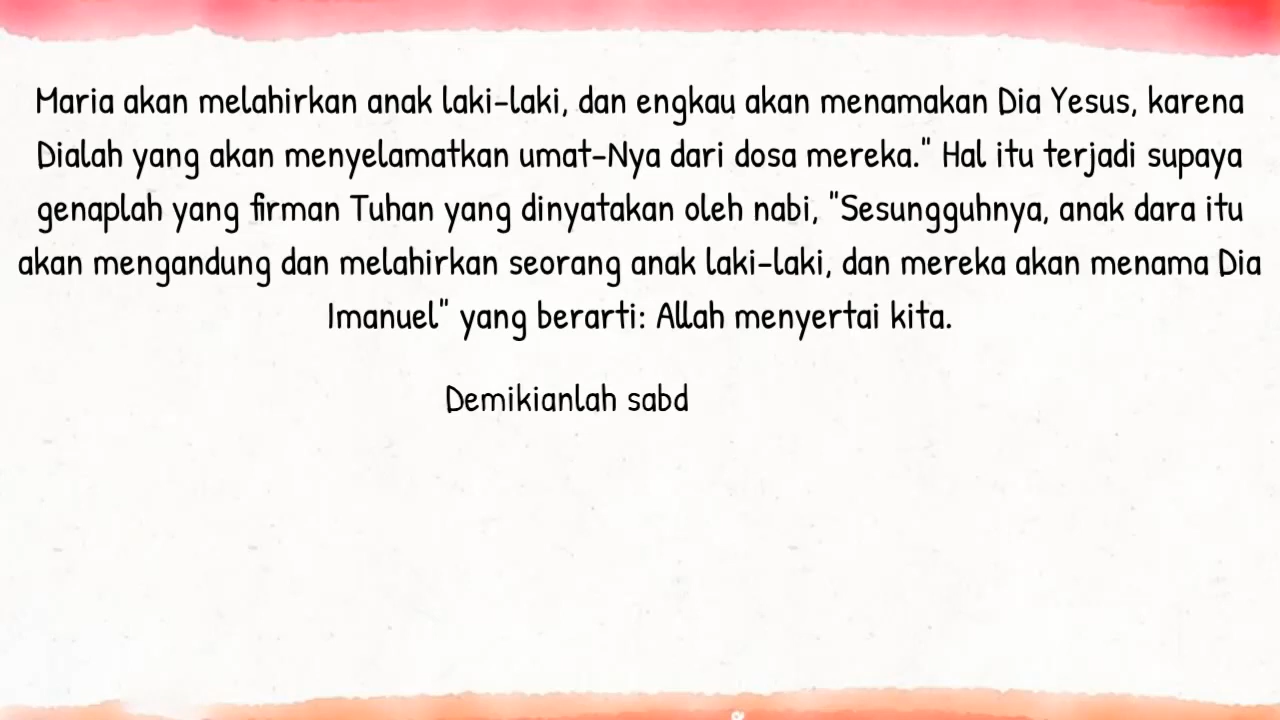 Maria akan melahirkan anak laki-laki, dan engkau akan menamakan Dia Yesus, karena
Dialah yang akan menyelamatkan umat-Nya dari dosa mereka." Hal itu terjadi supaya
genaplah yang firman Tuhan yang dinyatakan oleh nabi, "Sesungguhnya, anak dara itu
akan mengandung dan melahirkan seorang anak laki-laki, dan mereka akan menama Dia
Imanuel" yang berarti: Allah menyertai kita.
Demikianlah sabd